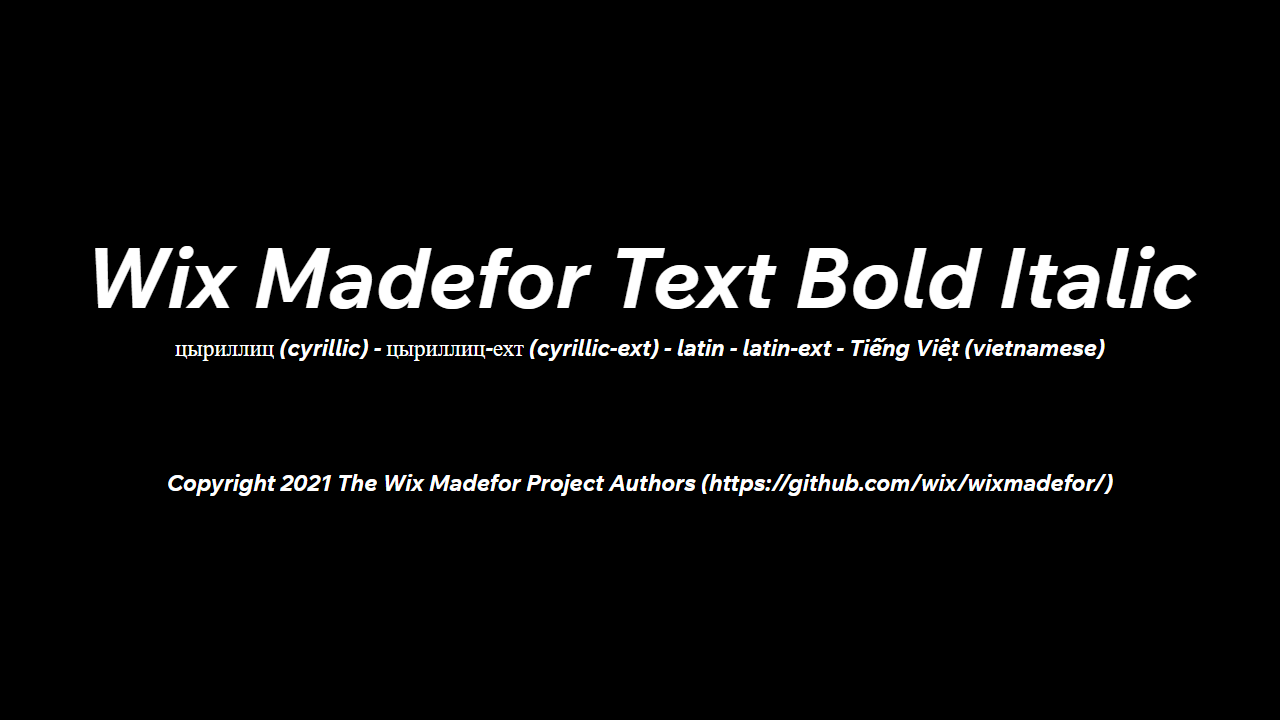 Wix Madefor Text Bold Italic
цыриллиц (cyrillic) - цыриллиц-ехт (cyrillic-ext) - latin - latin-ext - Tiếng Việt (vietnamese)
Copyright 2021 The Wix Madefor Project Authors (https://github.com/wix/wixmadefor/)